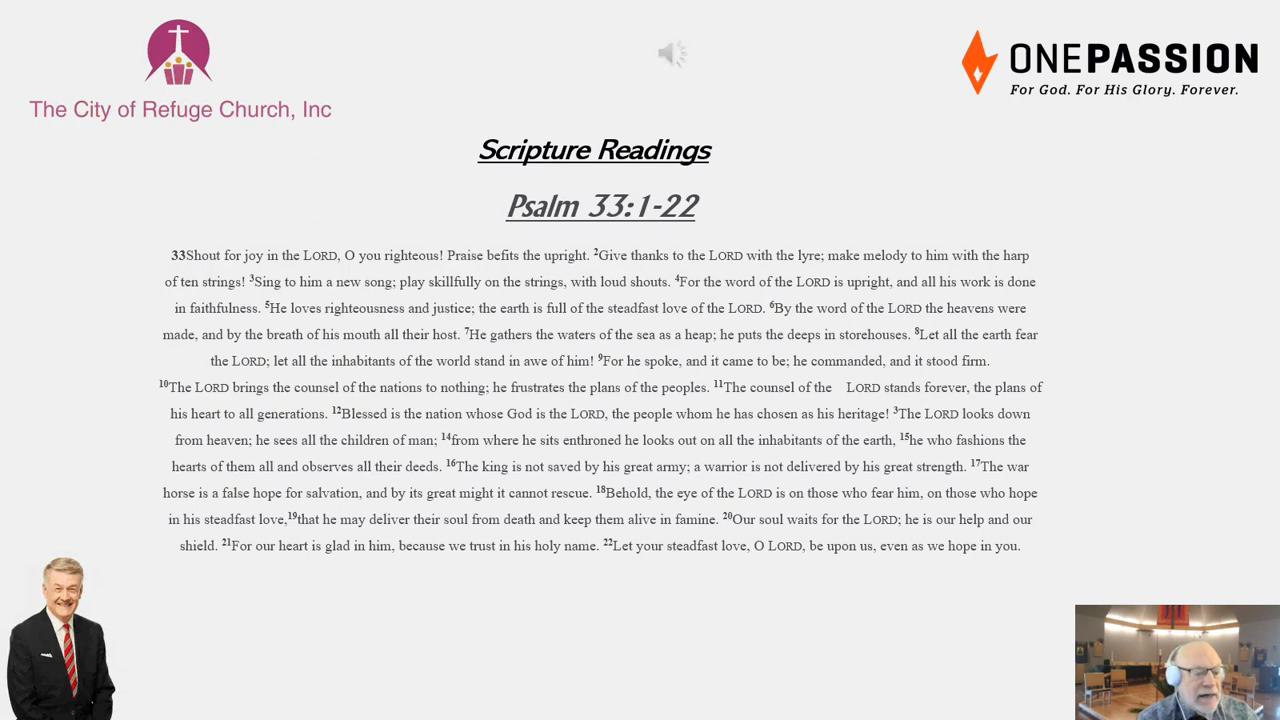 The City of Refuge Church, Inc
ONEPASSION
For God. For His Glory. Forever.
Scripture Readings
Psalm 33:1-22
33Shout for joy in the LORD, O you righteous! Praise befits the upright. 2Give thanks to the LORD with the lyre; make melody to him with the harp
of ten strings! 3Sing to him a new song; play skillfully on the strings, with loud shouts. 4For the word of the LORD is upright, and all his work is done
in faithfulness. 5He loves righteousness and justice; the earth is full of the steadfast love of the LORD. 6By the word of the LORD the heavens were
made, and by the breath of his mouth all their host. 7He gathers the waters of the sea as a heap; he puts the deeps in storehouses. 8Let all the earth fear
the LORD; let all the inhabitants of the world stand in awe of him! 9For he spoke, and it came to be; he commanded, and it stood firm.
10The LORD brings the counsel of the nations to nothing; he frustrates the plans of the peoples. 11The counsel of the LORD stands forever, the plans of
his heart to all generations. 12Blessed is the nation whose God is the LORD, the people whom he has chosen as his heritage! 3The LORD looks down
from heaven; he sees all the children of man; 14from where he sits enthroned he looks out on all the inhabitants of the earth, 15he who fashions the
hearts of them all and observes all their deeds. 16The king is not saved by his great army; a warrior is not delivered by his great strength. 17The war
horse is a false hope for salvation, and by its great might it cannot rescue. 18Behold, the eye of the LORD is on those who fear him, on those who hope
in his steadfast love,19that he may deliver their soul from death and keep them alive in famine. 20Our soul waits for the LORD; he is our help and our
shield. 21For our heart is glad in him, because we trust in his holy name. 22Let your steadfast love, O LORD, be upon us, even as we hope in you.